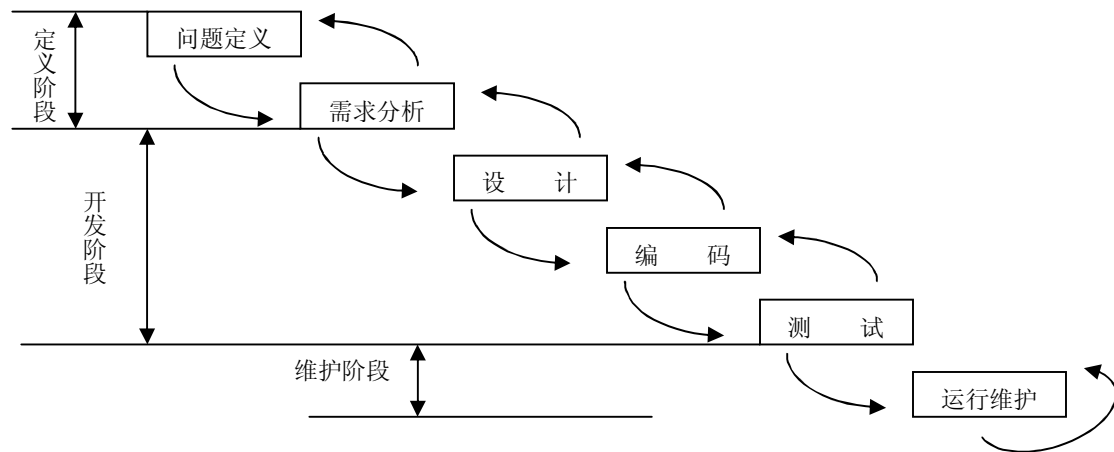 问题定义
定义阶段
需求分析
设 计
开发阶段
编 码
测 试
维护阶段
运行维护